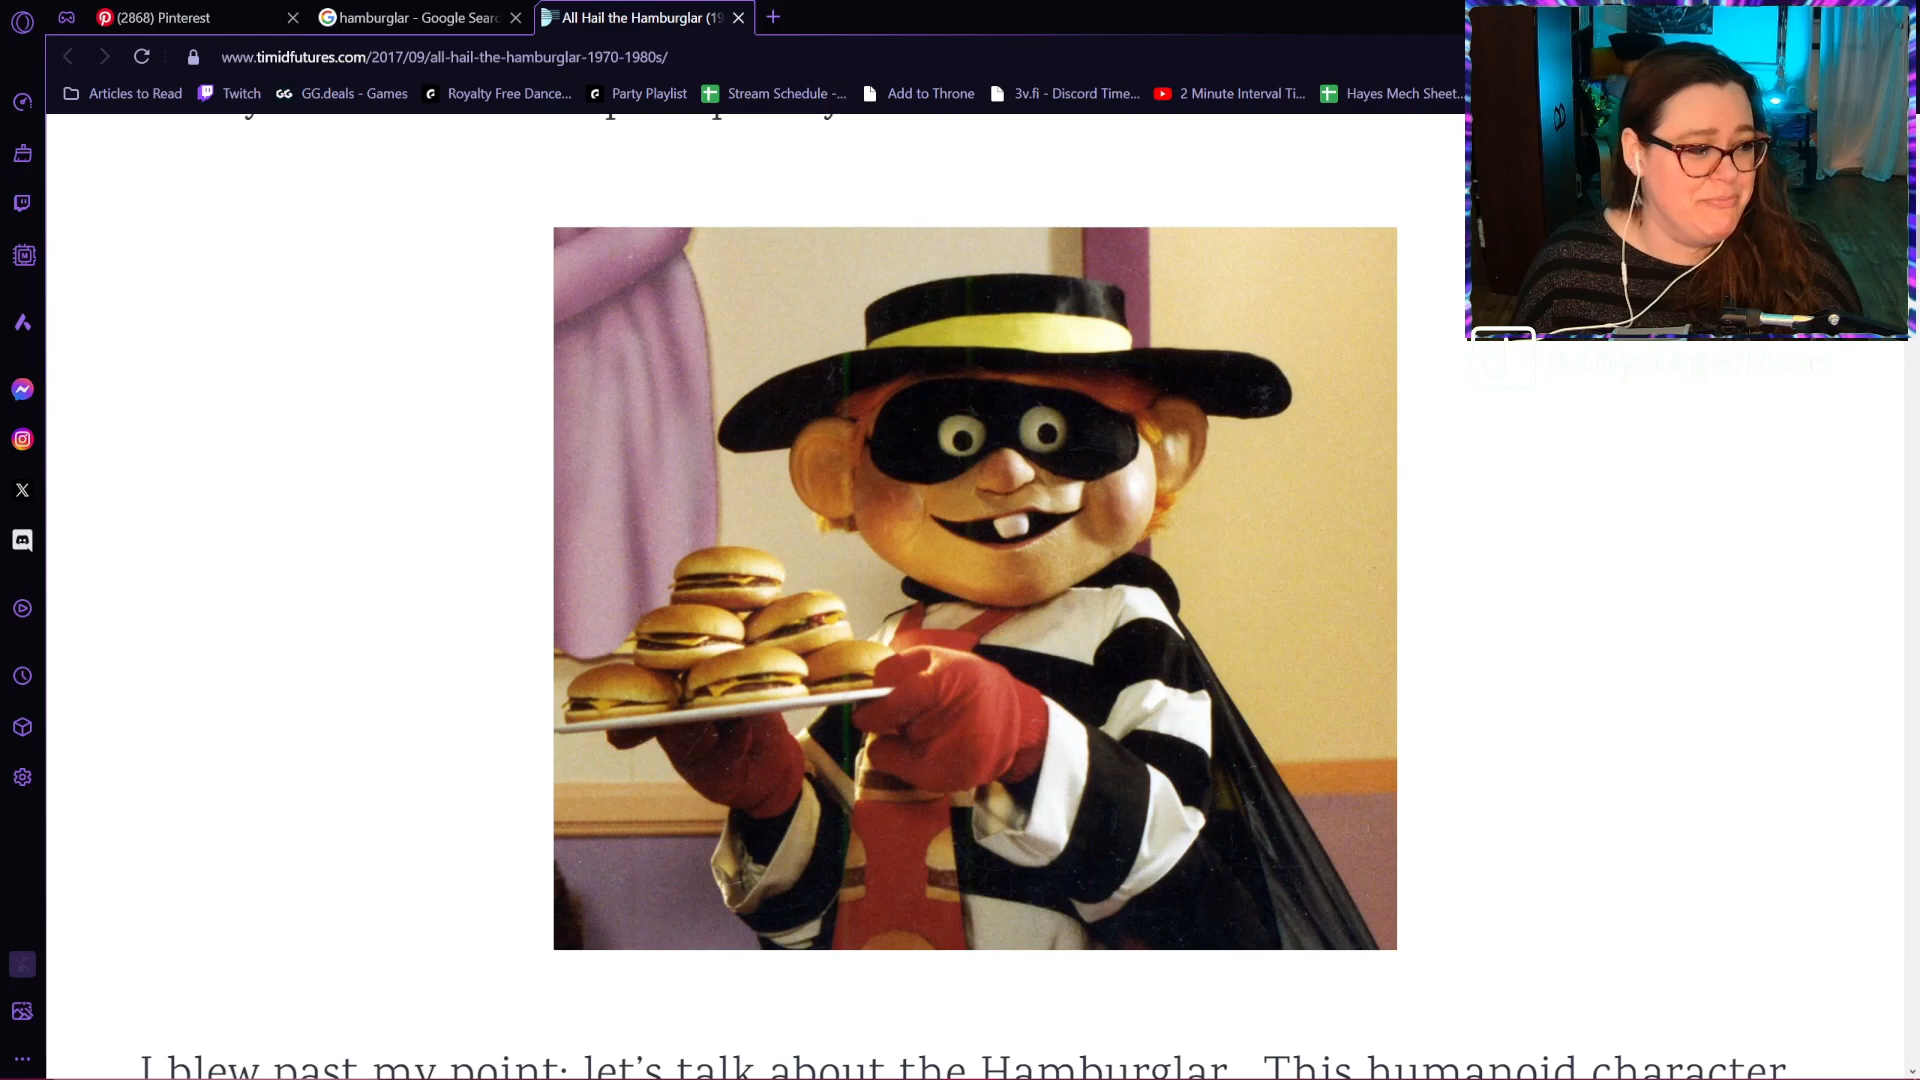 (2868) Pinterest
hamburglar - Google Searc
All Hail the Hamburglar (19
www.timidfutures.com/2017/09/all-hail-the-hamburglar-1970-1980s/
Articles to Read
Twitch
GG.deals - Games
Royalty Free Dance...
Party Playlist
Stream Schedule -...
Add to Throne
3v.fi - Discord Time...
2 Minute Interval Ti...
Hayes Mech Sheet...
I blew past my point; let's talk about the Hamburglar. This humanoid character